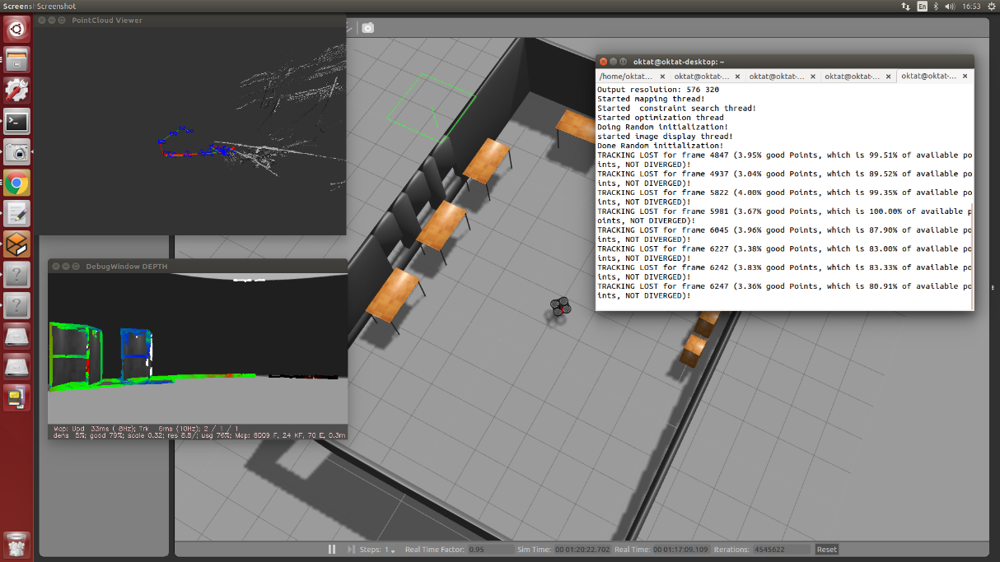 Screens Screenshot
En
16:53
PointCloud Viewer
oktat@oktat-desktop: ~
/home/oktat...
oktat@oktat-...
oktat@oktat-...
oktat@oktat-...
oktat@oktat-...
Output resolution: 576 320
Started mapping thread!
Started  constraint search thread!
Started optimization thread
Doing Random initialization!
started image display thread!
Done Random initialization!
TRACKING LOST for frame 4847 (3.95% good Points, which is 99.51% of available po
ints, NOT DIVERGED)!
TRACKING LOST for frame 4937 (3.04% good Points, which is 89.52% of available po
ints, NOT DIVERGED)!
TRACKING LOST for frame 5822 (4.00% good Points, which is 99.35% of available po
ints, NOT DIVERGED)!
TRACKING LOST for frame 5981 (3.67% good Points, which is 100.00% of available p
oints, NOT DIVERGED)!
TRACKING LOST for frame 6045 (3.96% good Points, which is 87.90% of available po
ints, NOT DIVERGED)!
TRACKING LOST for frame 6227 (3.38% good Points, which is 83.00% of available po
ints, NOT DIVERGED)!
TRACKING LOST for frame 6242 (3.83% good Points, which is 83.33% of available po
ints, NOT DIVERGED)!
TRACKING LOST for frame 6247 (3.36% good Points, which is 80.91% of available po
ints, NOT DIVERGED)!
DebugWindow DEPTH
Map: Upd 33ms ( 8Hz); Trk 6ms (10Hz); 2 / 1 / 1
dens 5%; good 79%; scale 0.32; res 8.8/; usg 76%; Map: 6009 F, 24 KF, 70 E, 0.3m
Steps: 1
Real Time Factor: 0.95
Sim Time: 00 01:20:22.702
Real Time: 00 01:17:09.109
Iterations: 4545622
Reset